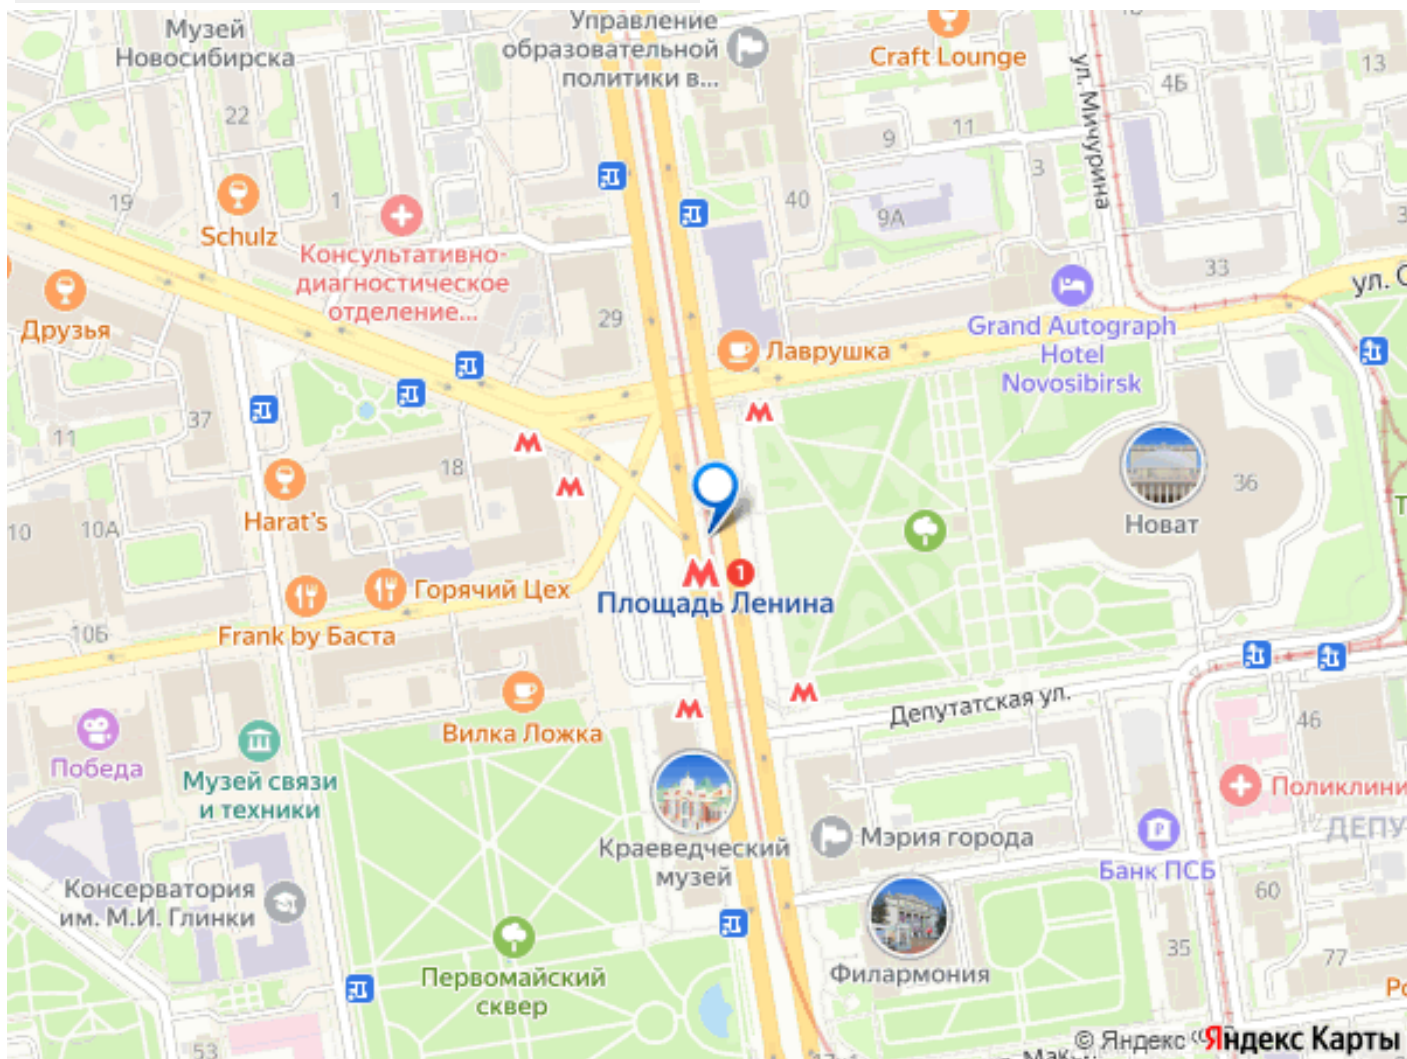 Музей
Новосибирска
Управление
образовательной
политики в...
Craft Lounge
ул. Мичурина
4Б
13
22
9
11
3
19
1
40
9А
Schulz
Консультативно-
диагностическое
отделение...
33
ул. С
Друзья
29
Лаврушка
Grand Autograph
Hotel
Novosibirsk
37
11
18
36
Новат
Harat's
10
10А
Горячий Цех
1
Площадь Ленина
10Б
Frank by Баста
Депутатская ул.
Вилка Ложка
46
Победа
Музей связи
и техники
Поликлини
Краеведческий
музей
Мэрия города
ДЕПУ
Банк ПСБ
Консерватория
им. М.И. Глинки
60
Первомайский
сквер
Филармония
35
77
53
© Яндекс
Яндекс Карты